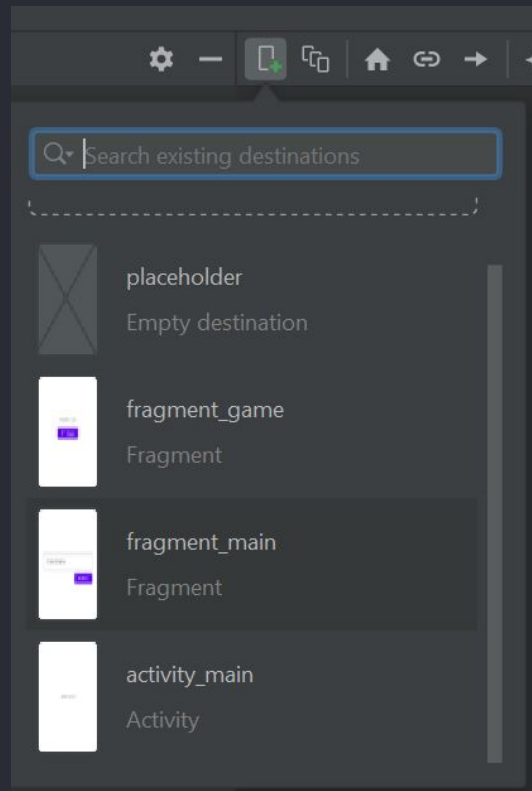 Search existing destinations
placeholder
Empty destination
fragment_game
Fragment
fragment_main
Fragment
activity_main
Activity